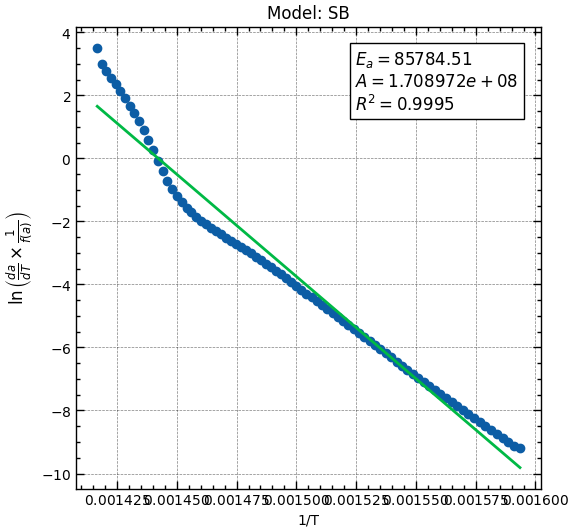 Model: SB
E_a = 85784.51
A = 1.708972e + 08
R^2 = 0.9995
4
2
0
−2
−4
−6
−8
−10
ln (da/dT × 1/f(a))
0.001425 0.001450 0.001475 0.001500 0.001525 0.001550 0.001575 0.001600
1/T